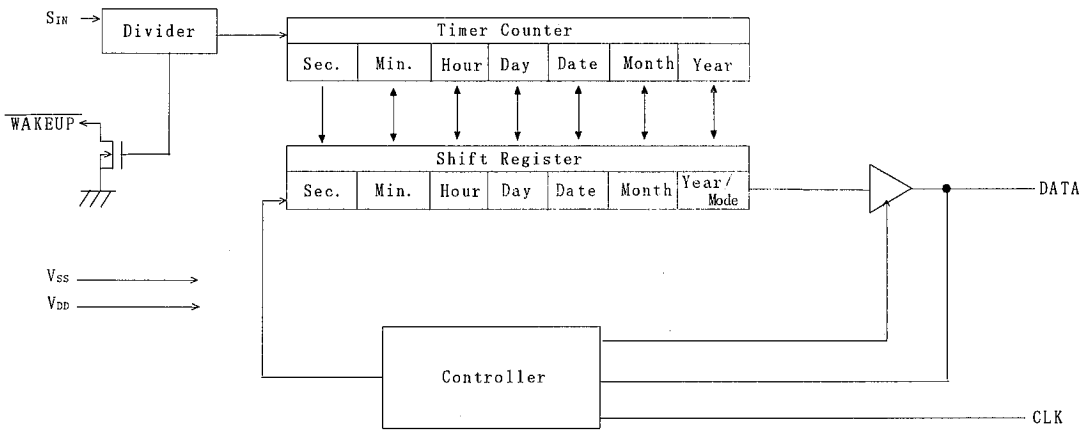 SIN
Divider
Timer Counter
Sec. Min. Hour Day Date Month Year
WAKEUP
Shift Register
Sec. Min. Hour Day Date Month Year/
Mode
DATA
VSS
VDD
Controller
CLK